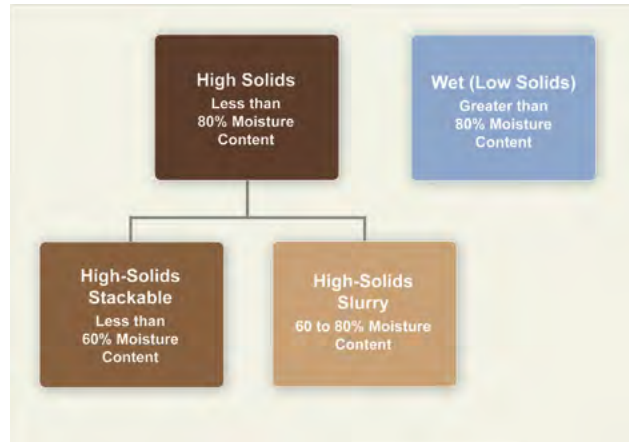 High Solids
Less than
80% Moisture
Content
Wet (Low Solids)
Greater than
80% Moisture
Content
High-Solids
Stackable
Less than
60% Moisture
Content
High-Solids
Slurry
60 to 80% Moisture
Content